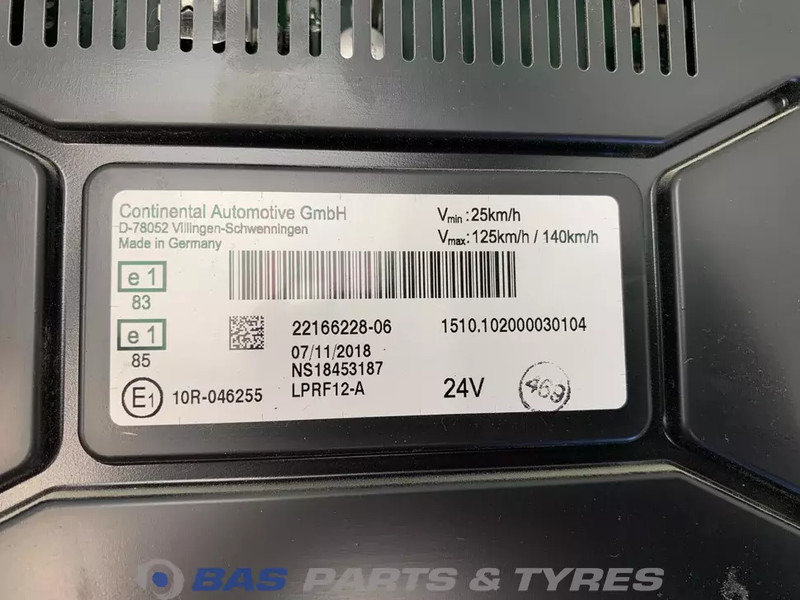 Continental Automotive GmbH
D-78052 Villingen-Schwenningen
Made in Germany
Vmin :25km/h
Vmax :125km/h / 140km/h
e 1
83
e 1
85
E1 10R-046255
22166228-06
07/11/2018
NS18453187
LPRF12-A
1510.102000030104
24V
469
BAS PARTS & TYRES